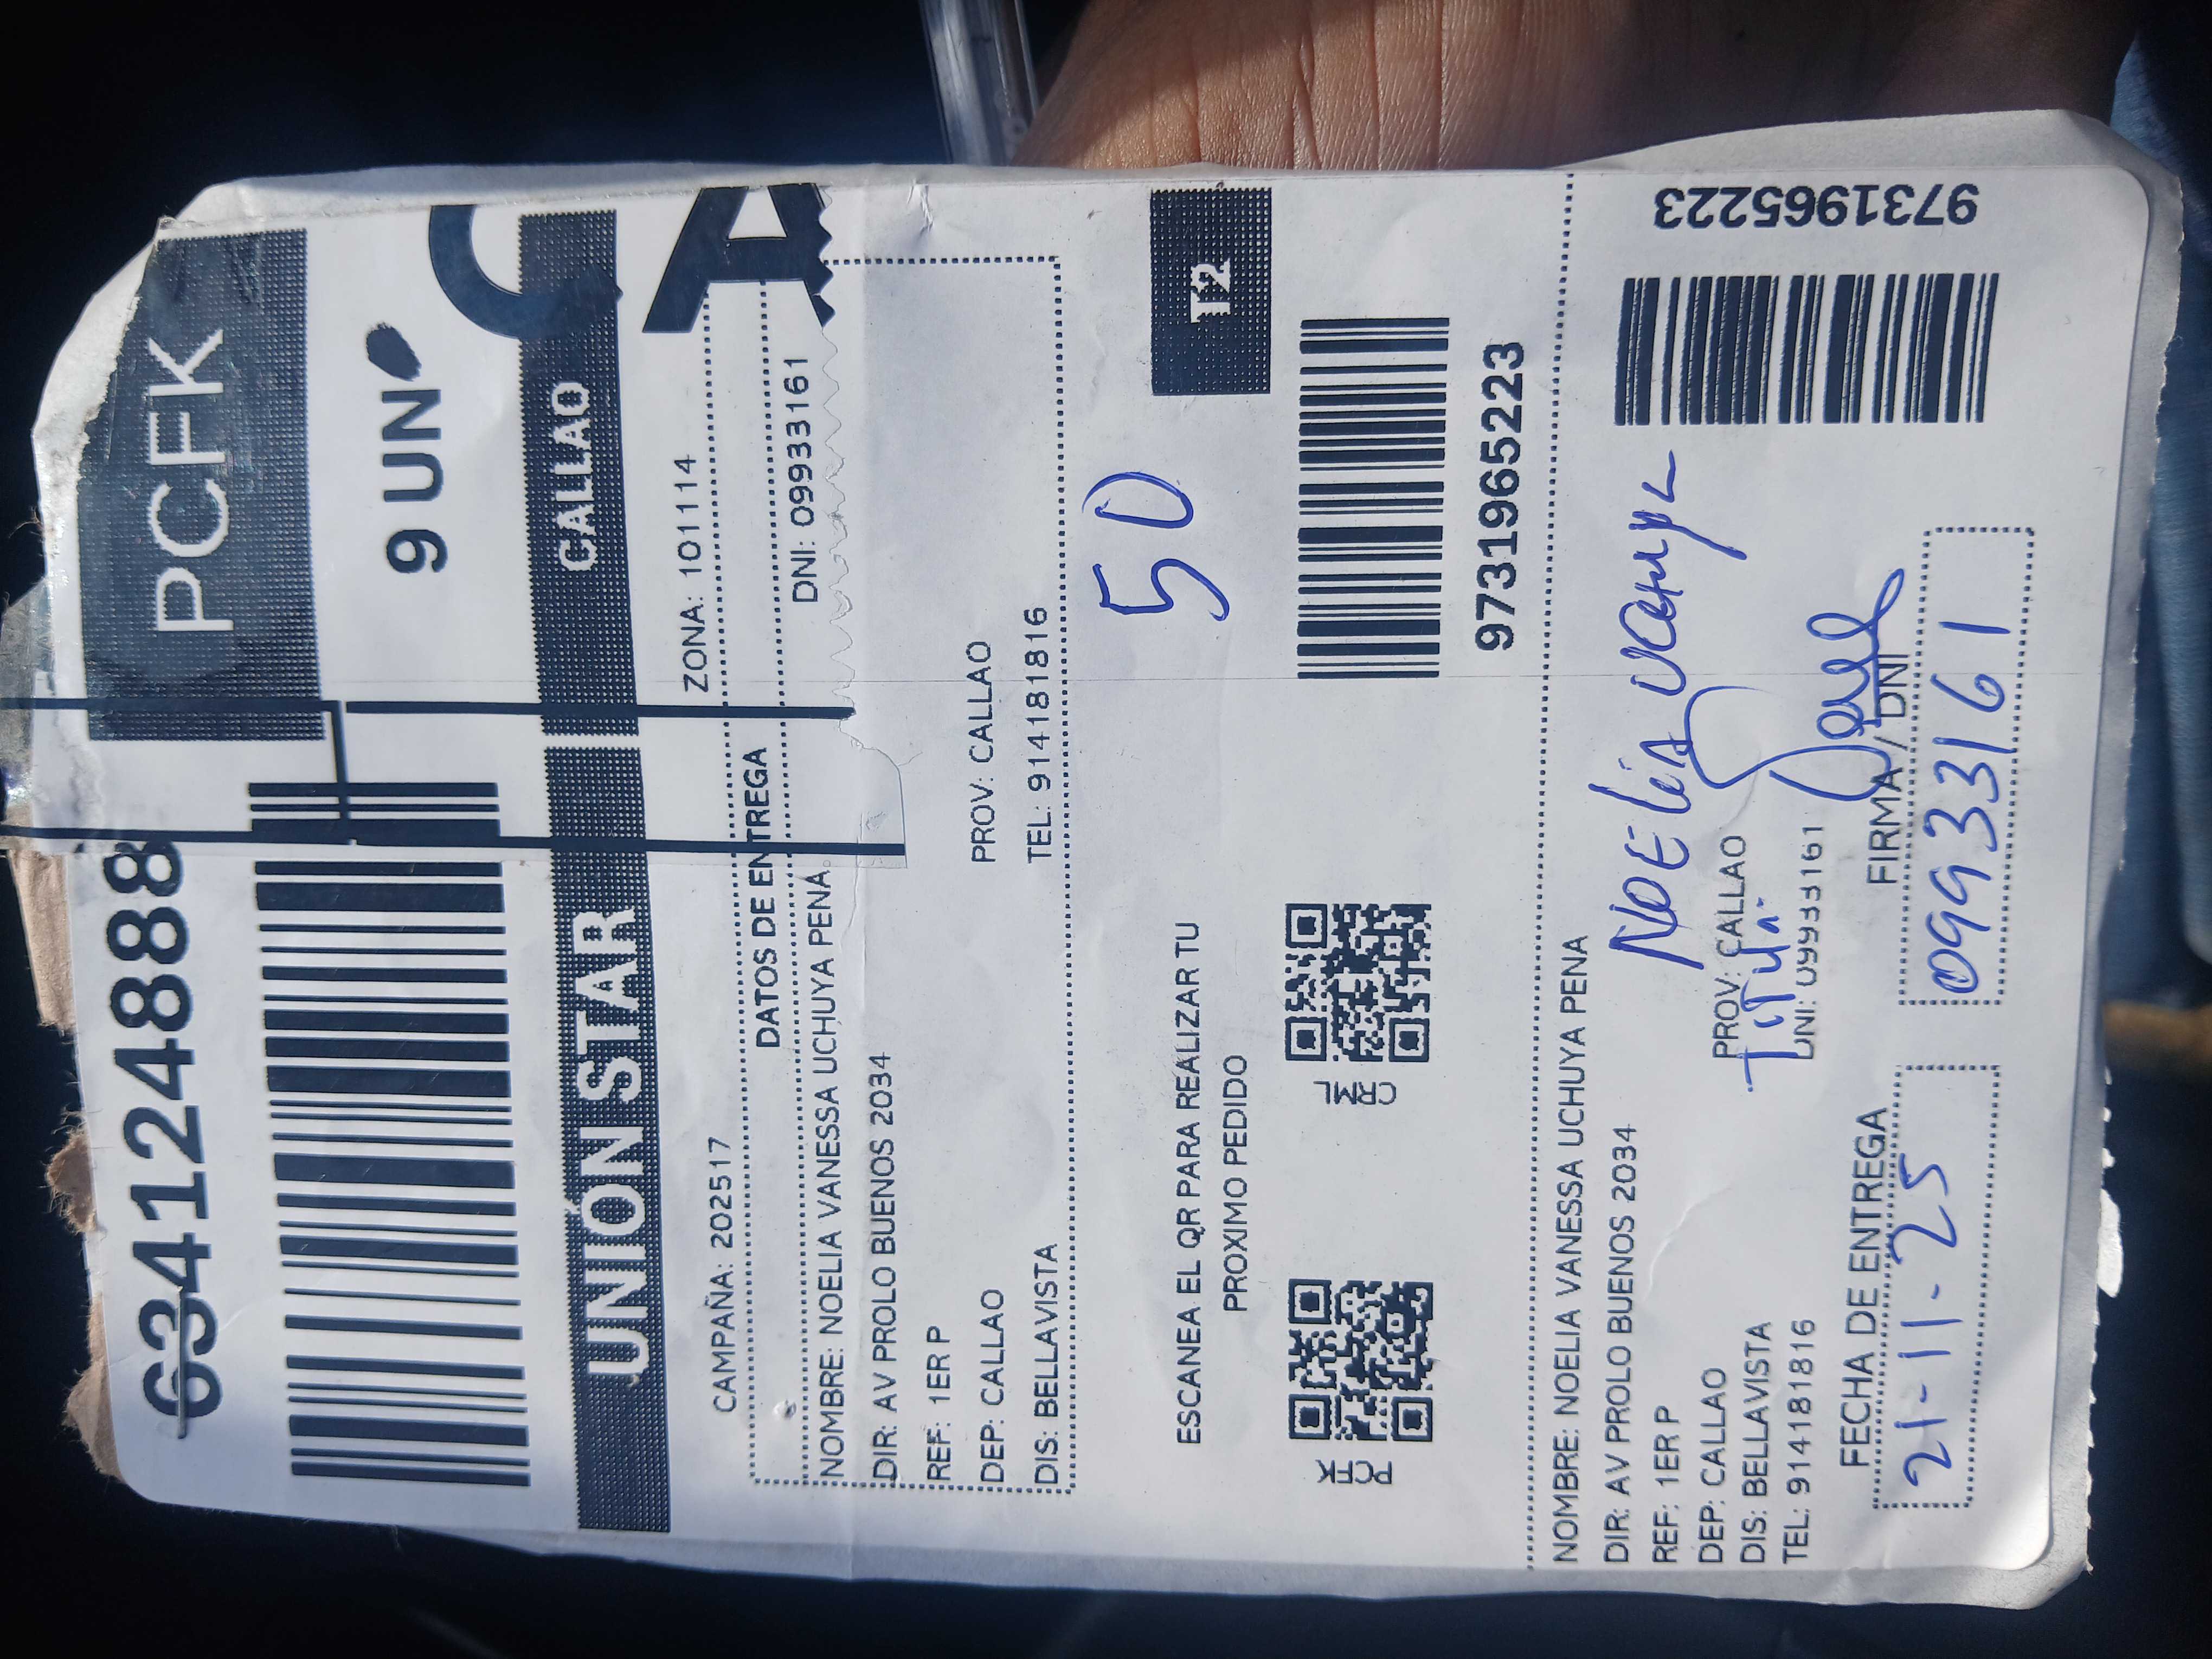 634124888
PCFK
9 UN
C
UNIÓN STAR
CALLAO
A
CAMPAÑA: 202517
ZONA: 101114
DATOS DE ENTREGA
NOMBRE: NOELIA VANESSA UCHUYA PENA
DNI: 09933161
DIR: AV PROLO BUENOS 2034
REF: 1ER P
DEP: CALLAO
PROV: CALLAO
DIS: BELLAVISTA
TEL: 914181816
50
ESCANEA EL QR PARA REALIZAR TU
PROXIMO PEDIDO
T2
PCFK
CRML
9731965223
NOMBRE: NOELIA VANESSA UCHUYA PENA
DIR: AV PROLO BUENOS 2034
REF: 1ER P
DEP: CALLAO
PROV: CALLAO
DIS: BELLAVISTA
TEL: 914181816
DNI: 09933161
NOELIA
9731965223
FECHA DE ENTREGA
FIRMA / DNI
21-11-25
09933161